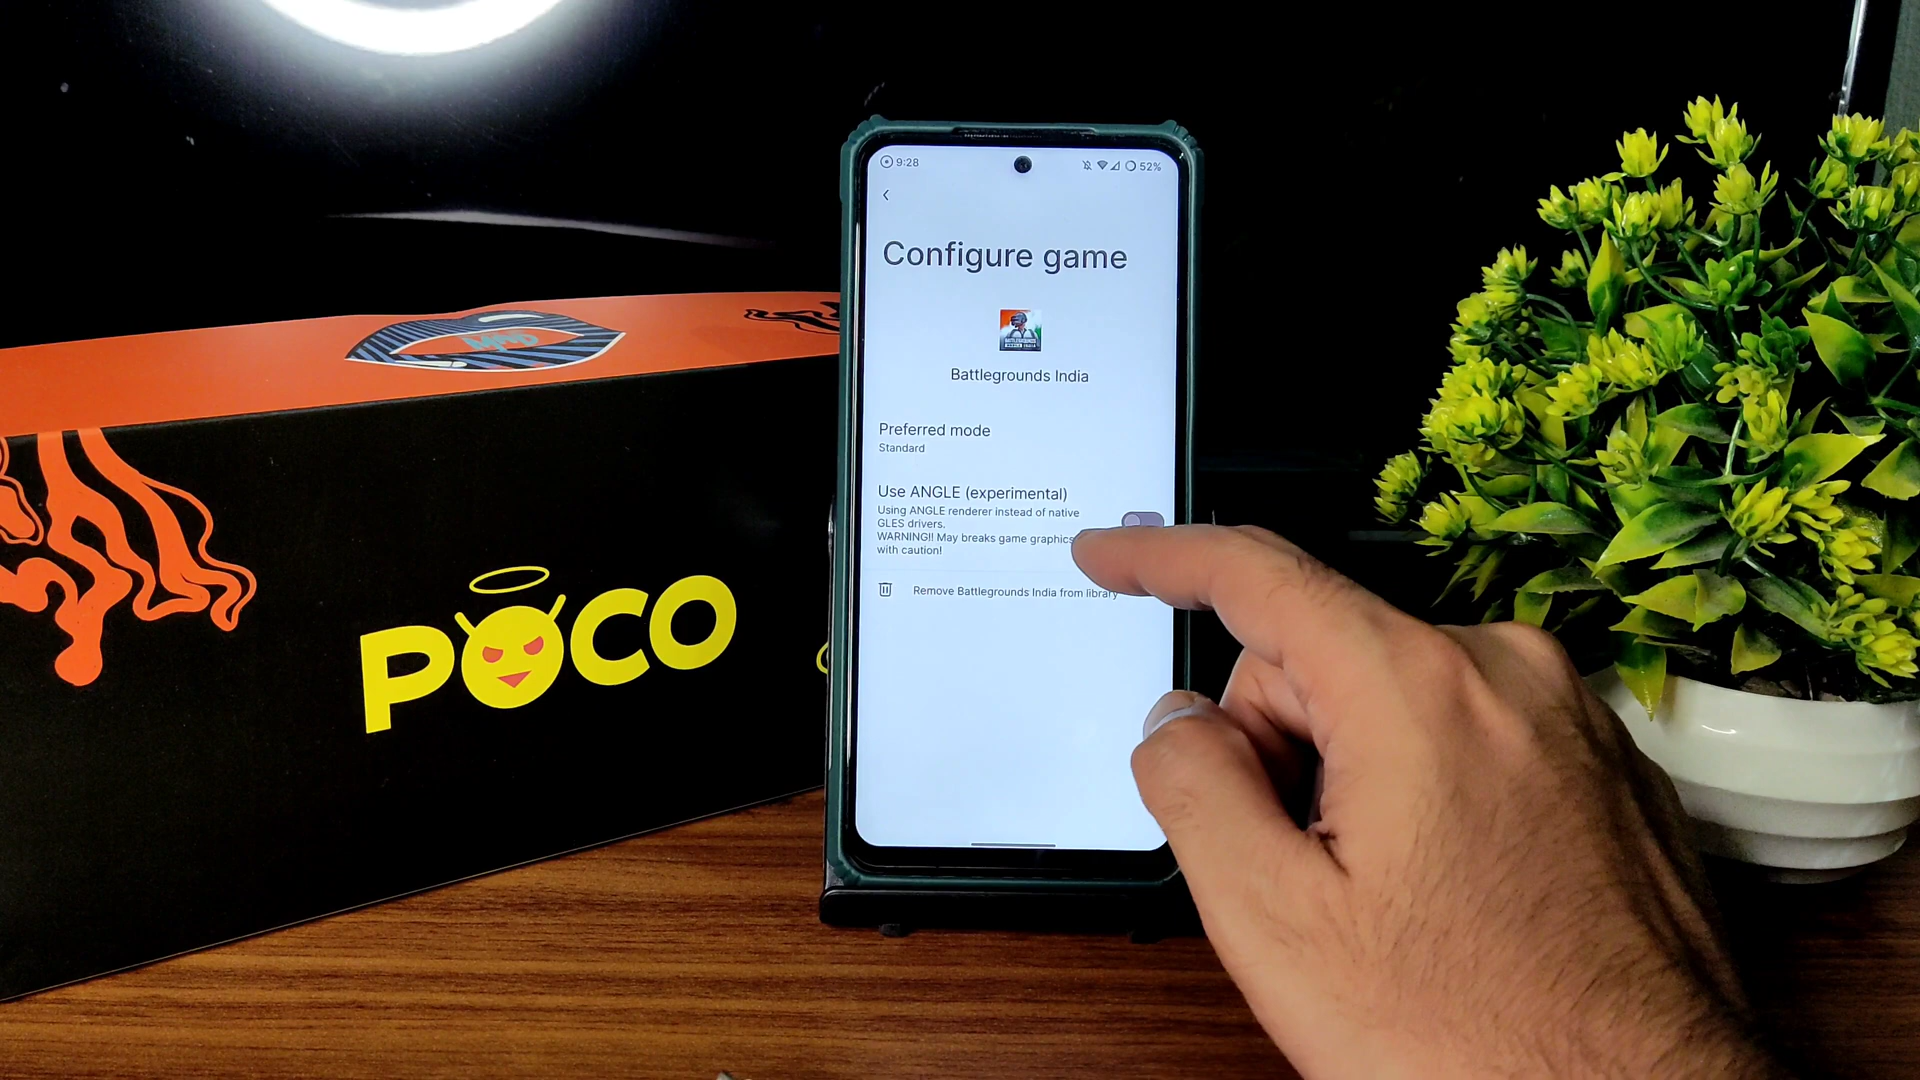 9:28
52%
Configure game
BATTLEGROUNDS
Battlegrounds India
Preferred mode
Standard
Use ANGLE (experimental)
Using ANGLE renderer instead of native
GLES drivers.
WARNING!! May breaks game graphics
with caution!
Remove Battlegrounds India from library
POCO